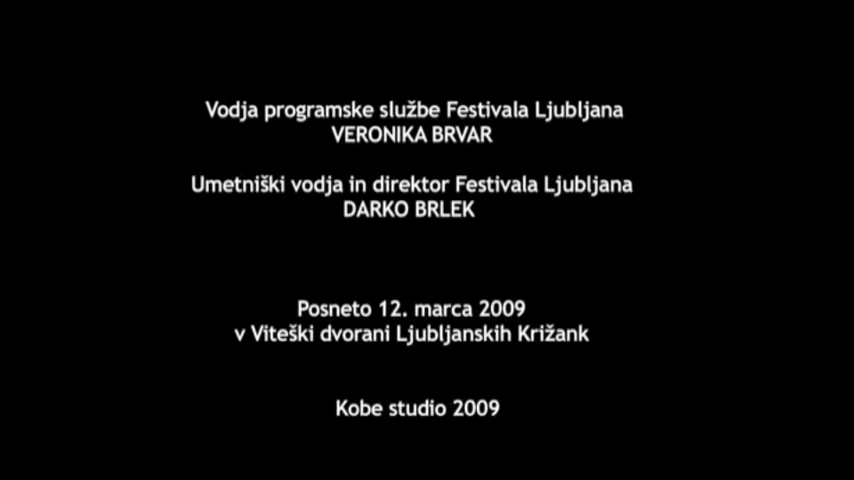 Vodja programske službe Festivala Ljubljana
VERONIKA BRVAR
Umetniški vodja in direktor Festivala Ljubljana
DARKO BRLEK
Posneto 12. marca 2009
v Viteški dvorani Ljubljanskih Križank
Kobe studio 2009